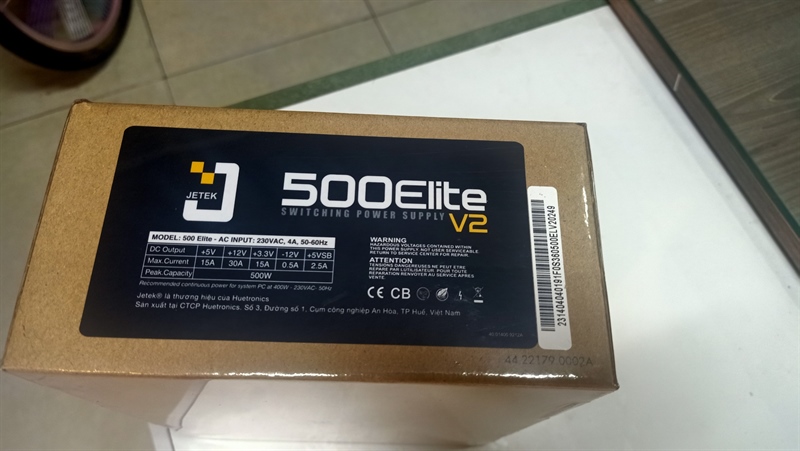 JETEK
500Elite
SWITCHING POWER SUPPLY
V2
MODEL: 500 Elite - AC INPUT: 230VAC, 4A, 50-60Hz
DC Output +5V +12V +3.3V -12V +5VSB
Max.Current 15A 30A 15A 0.5A 2.5A
Peak.Capacity 500W
Recommended continuous power for system PC at 400W - 230VAC- 50Hz
Jetek® là thương hiệu của Huetronics
Sản xuất tại CTCP Huetronics. Số 3, Đường số 1, Cụm công nghiệp An Hòa, TP Huế, Việt Nam
WARNING
HAZARDOUS VOLTAGES CONTAINED WITHIN
THIS POWER SUPPLY NOT USER SERVICEABLE.
RETURN TO SERVICE CENTER FOR REPAIR.
ATTENTION
TENSIONS DANGEREUSES NE PEUT ETRE
REPARE PAR L'UTILISATEUR. POUR TOUTE
REPARATION RENVOYER AU SERVICE APRES
VENTE
CE CB
231404040191F0S360500ELV20249
44.22179.0002A